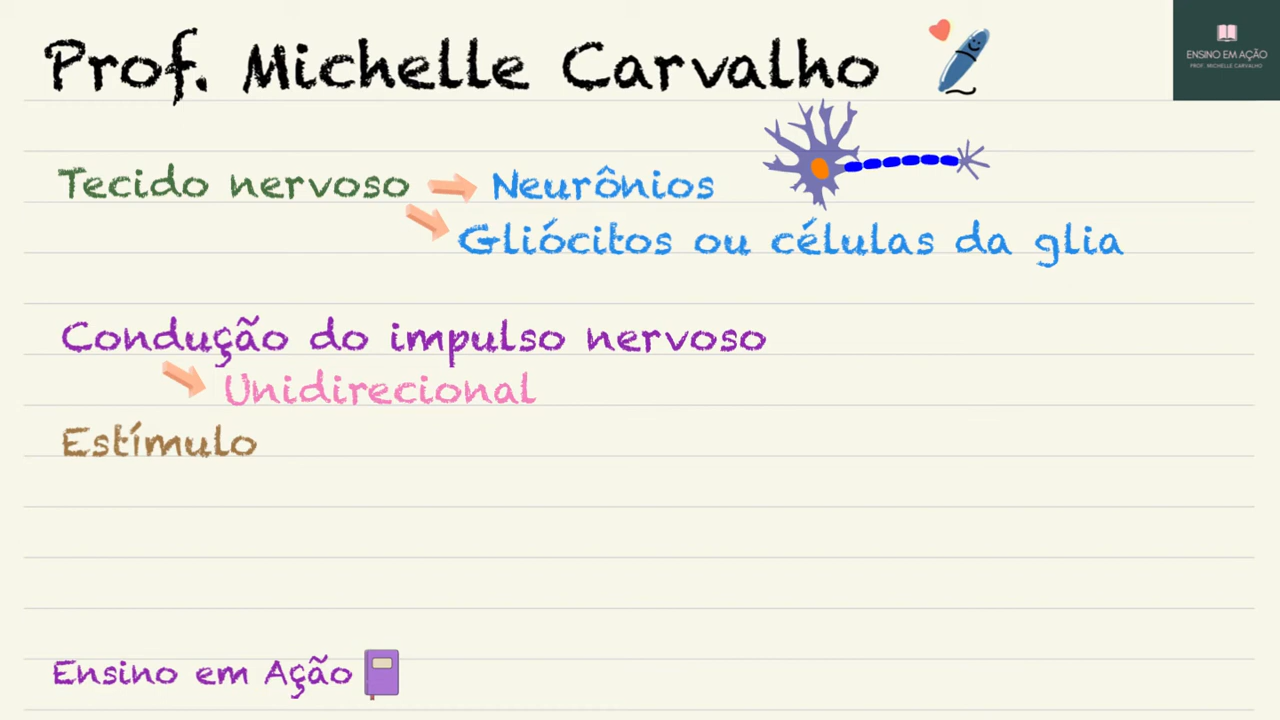 Prof. Michelle Carvalho
ENSINO EM AÇÃO
PROF. MICHELLE CARVALHO
Tecido nervoso Neurônios
Gliócitos ou células da glia
Condução do impulso nervoso
Unidirecional
Estímulo
Ensino em Ação